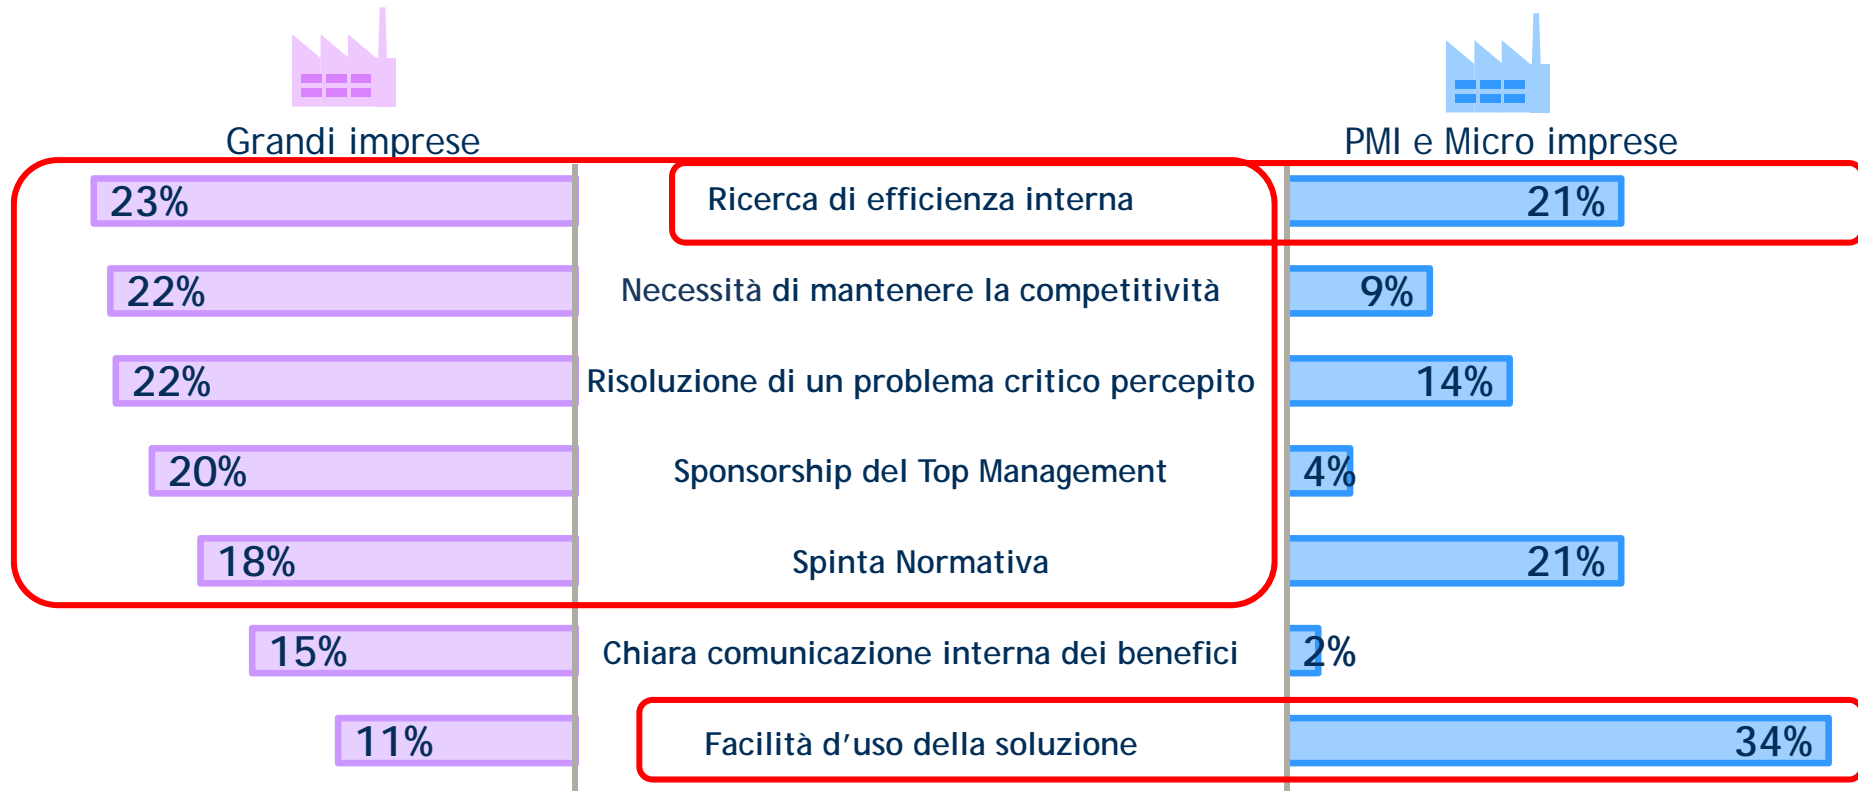 Grandi imprese
PMI e Micro imprese
23%
Ricerca di efficienza interna
21%
22%
Necessità di mantenere la competitività
9%
22%
Risoluzione di un problema critico percepito
14%
20%
Sponsorship del Top Management
4%
18%
Spinta Normativa
21%
15%
Chiara comunicazione interna dei benefici
2%
11%
Facilità d'uso della soluzione
34%